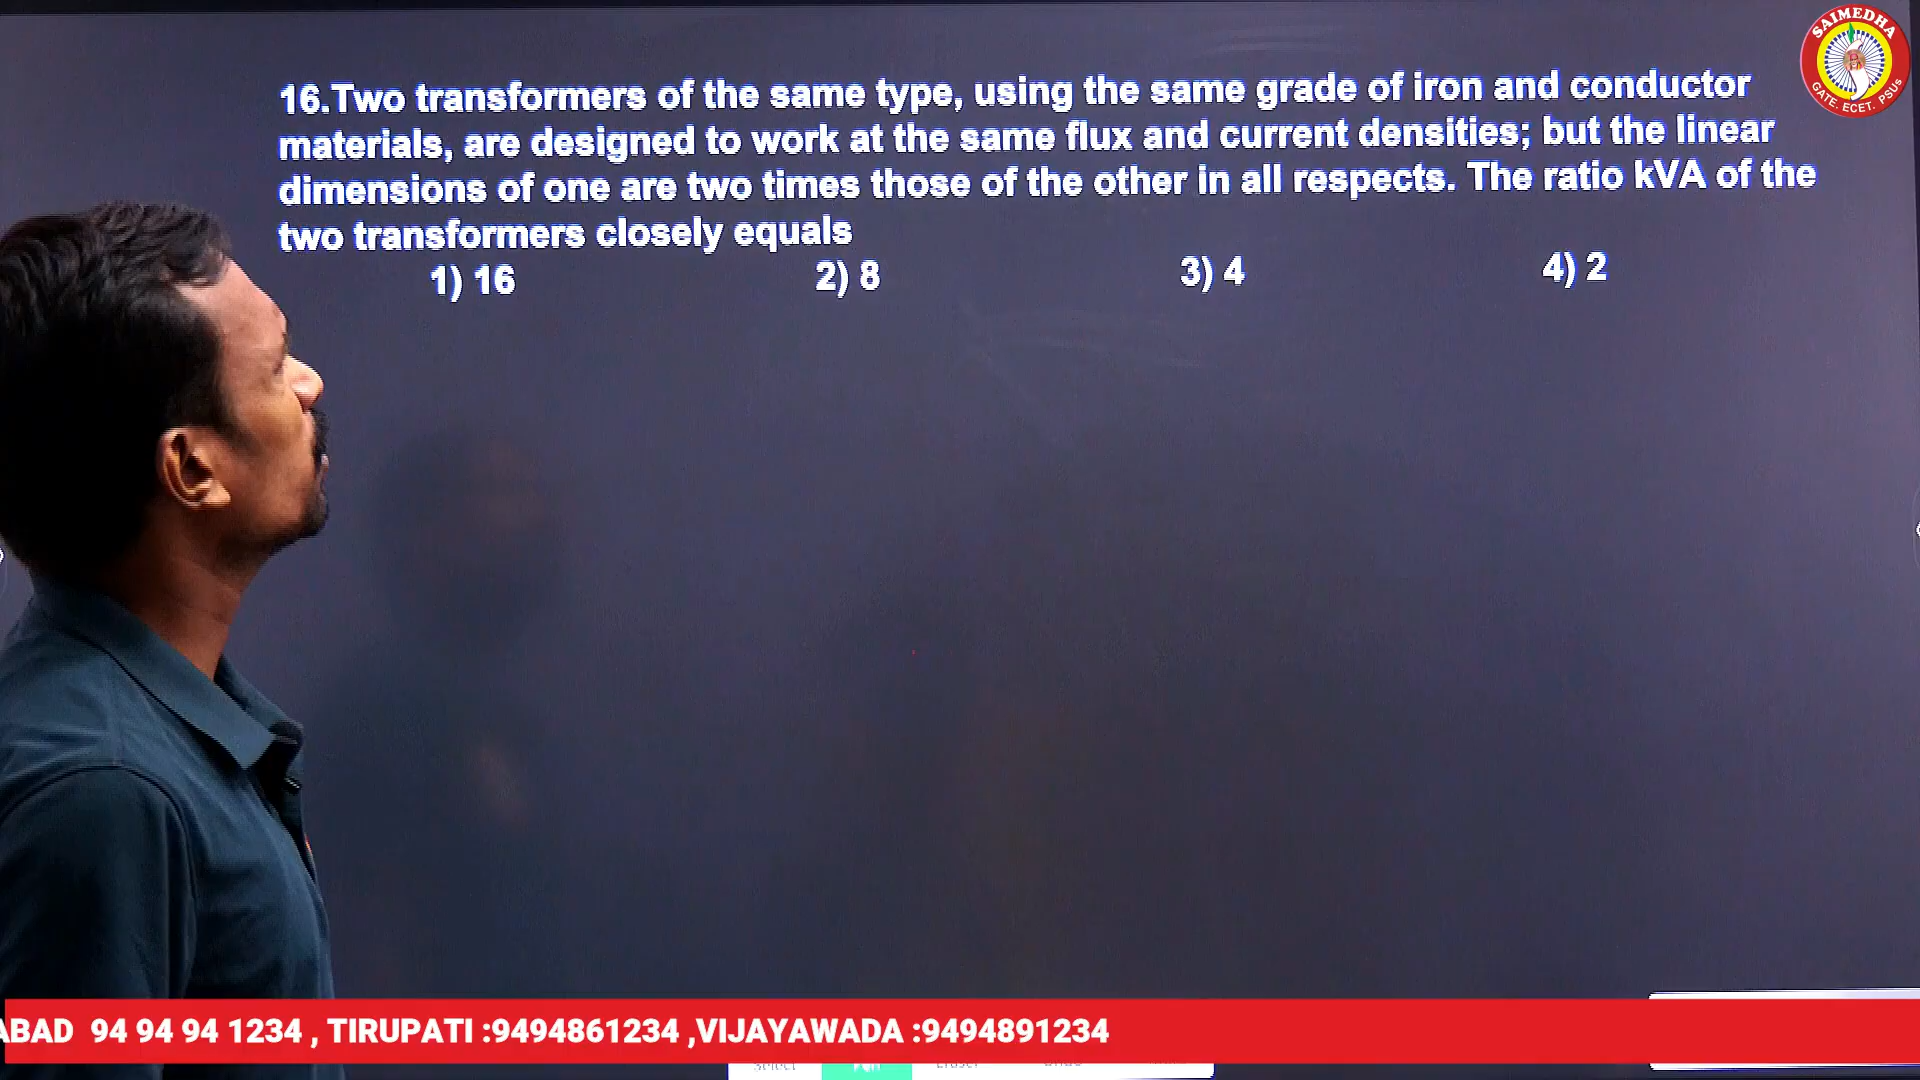 SAIMEDHA
GATE. ECET. PSUs
16.Two transformers of the same type, using the same grade of iron and conductor
materials, are designed to work at the same flux and current densities; but the linear
dimensions of one are two times those of the other in all respects. The ratio kVA of the
two transformers closely equals
1) 16 2) 8 3) 4 4) 2
ABAD 94 94 94 1234 , TIRUPATI :9494861234 ,VIJAYAWADA :9494891234